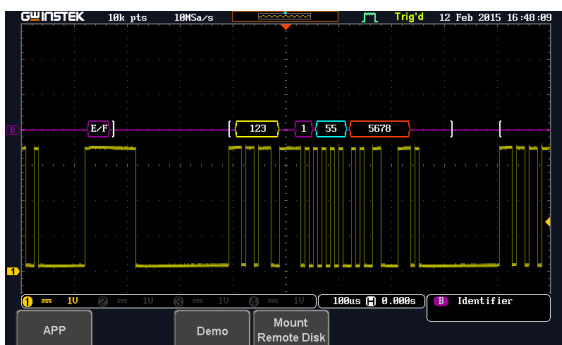 GWINSTEK 10k pts 10MSa/s Trig'd 12 Feb 2015 16:48:09
B E/F 123 1 55 5678
1
1 1V 2 1V 3 1V 4 1V 100us H 0.000s B Identifier
APP Demo Mount
Remote Disk